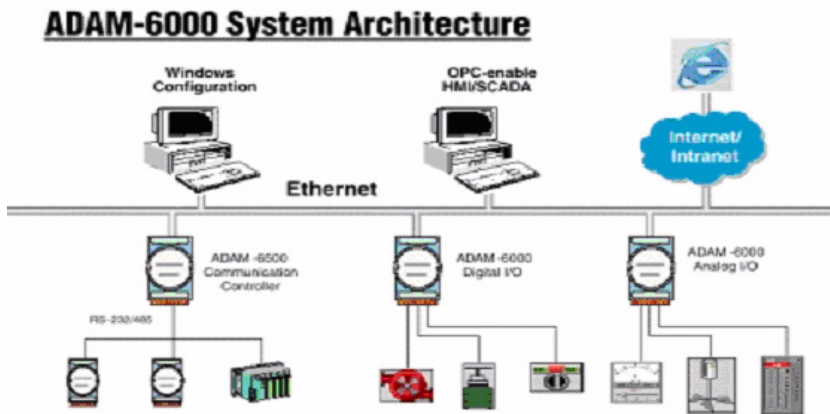 ADAM-6000 System Architecture
Windows
Configuration
OPC-enable
HMI/SCADA
Internet/
Intranet
Ethernet
ADAM -6500
Communication
Controller
ADAM -6000
Digital I/O
ADAM -6000
Analog I/O
RS-232/485